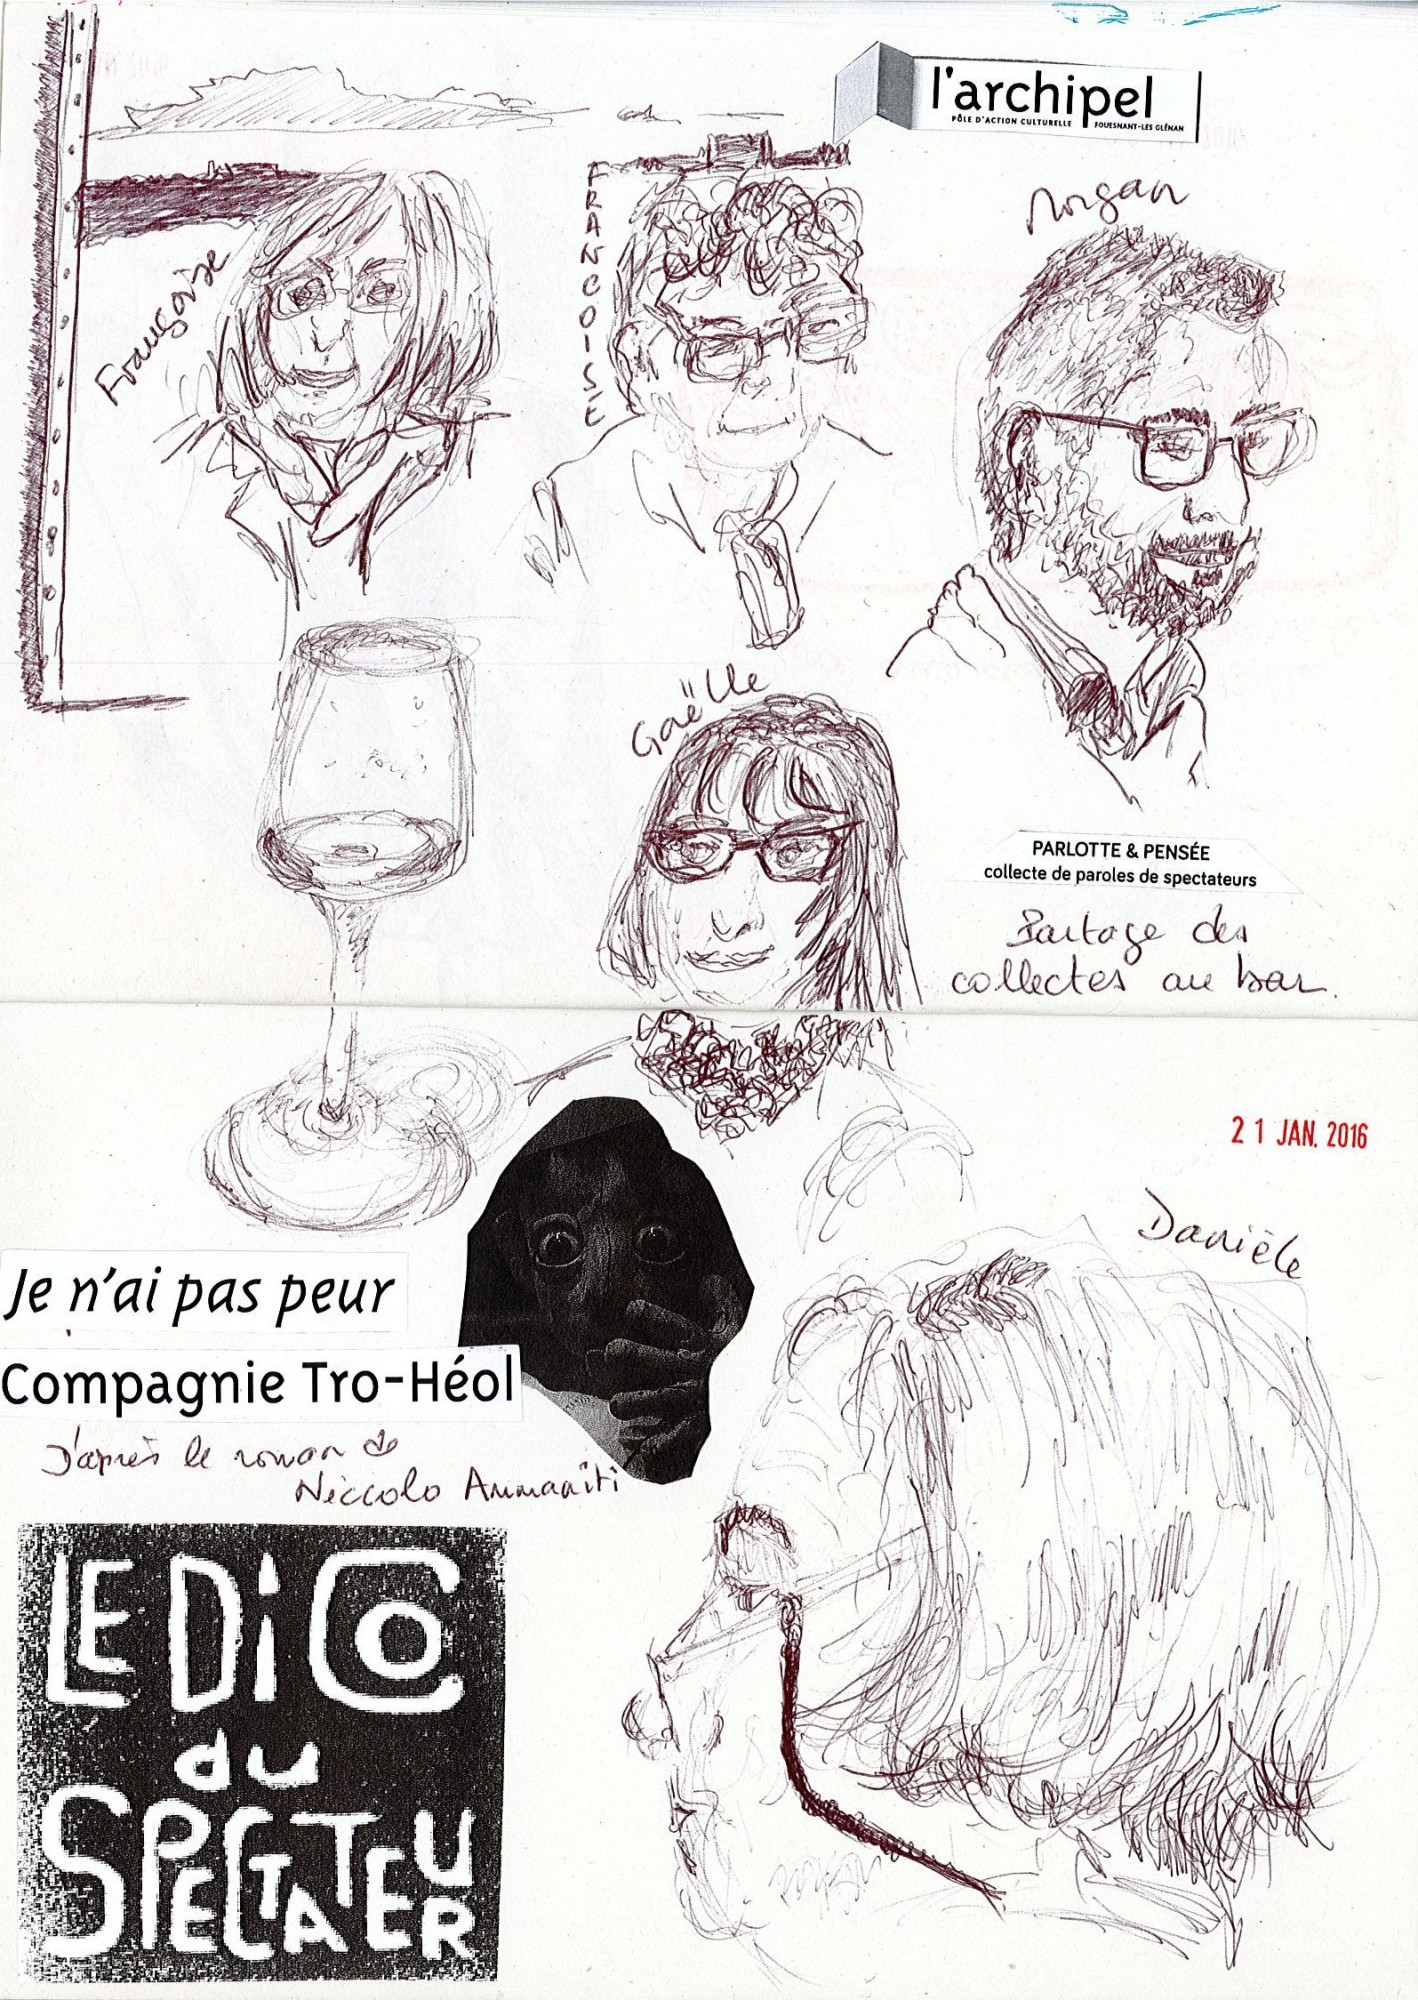 l'archipel
PÔLE D'ACTION CULTURELLE FOUESNANT-LES GLÉNAN
Françoise
FRANCOISE
Morgan
Gaëlle
PARLOTTE & PENSÉE
collecte de paroles de spectateurs
Partage des
collectes au bar.
21 JAN. 2016
Danièle
Je n'ai pas peur
Compagnie Tro-Héol
D'après le roman de
Niccolo Ammaniti
LE DiCO
du
SPECTATEUR